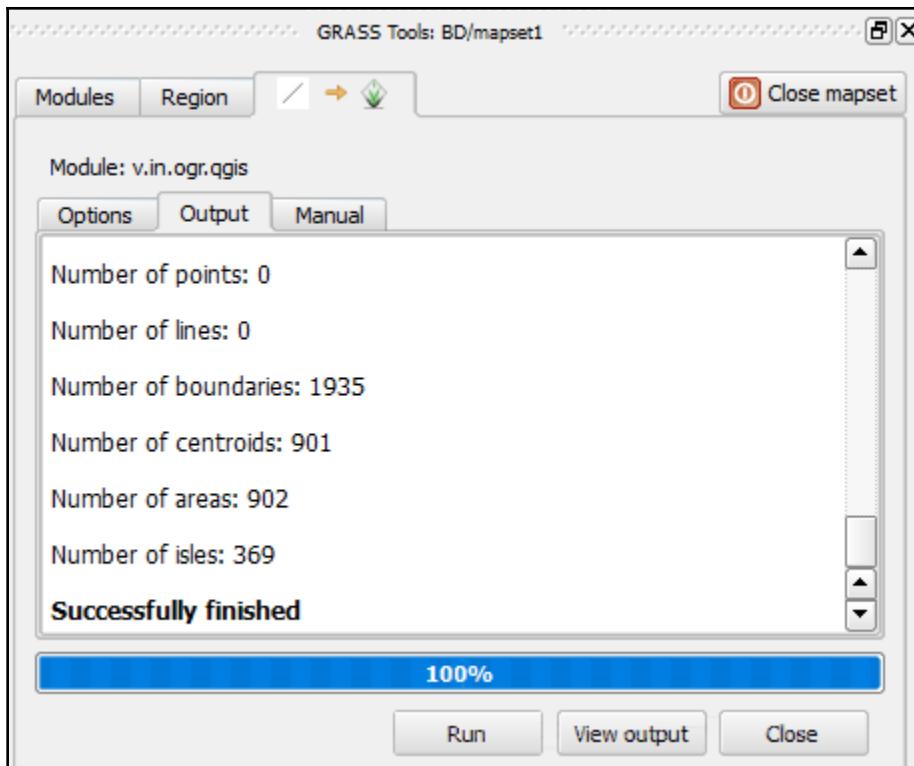 GRASS Tools: BD/mapset1
Modules Region Close mapset
Module: v.in.ogr.qgis
Options Output Manual
Number of points: 0
Number of lines: 0
Number of boundaries: 1935
Number of centroids: 901
Number of areas: 902
Number of isles: 369
Successfully finished
100%
Run View output Close